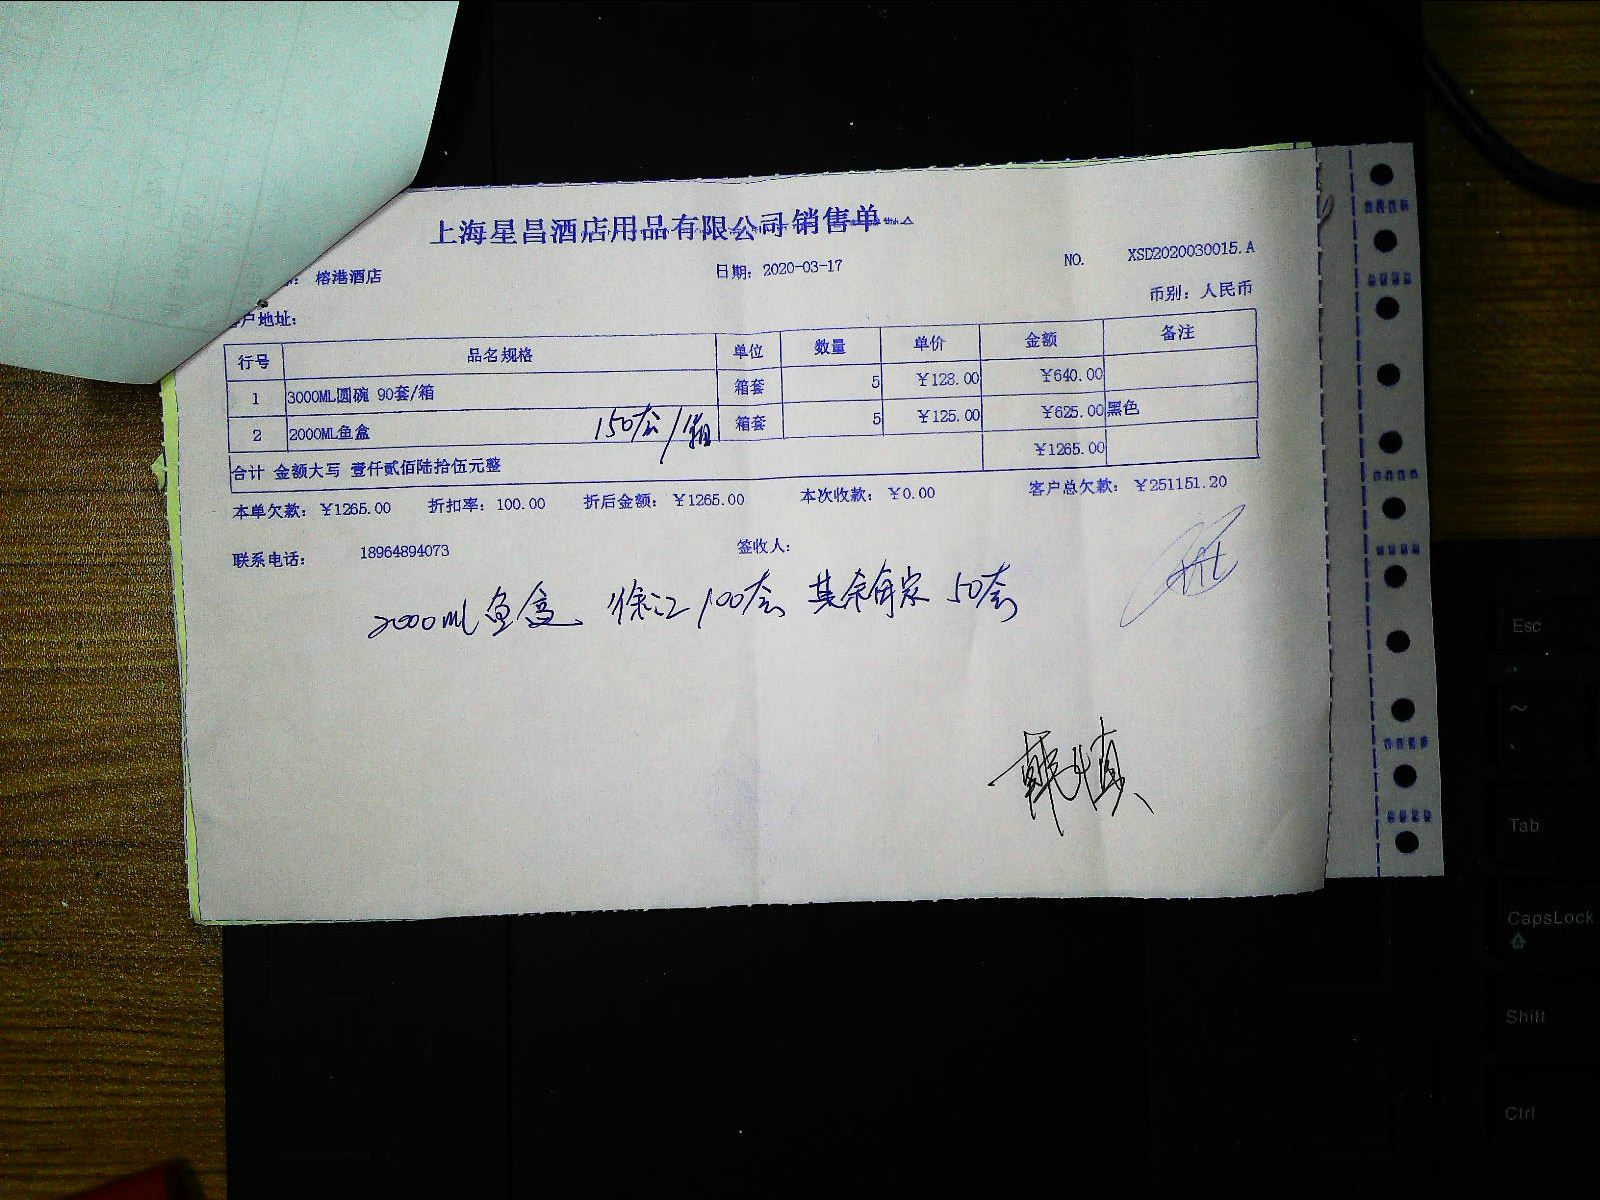 上海星昌酒店用品有限公司销售单
榕港酒店 日期: 2020-03-17 NO. XSD2020030015.A
户地址: 币别: 人民币
行号 品名规格 单位 数量 单价 金额 备注
1 3000ML圆碗 90套/箱 箱套 5 ¥128.00 ¥640.00
2 2000ML鱼盒 150套/箱 箱套 5 ¥125.00 ¥625.00 黑色
合计 金额大写 壹仟贰佰陆拾伍元整 ¥1265.00
本单欠款: ¥1265.00 折扣率: 100.00 折后金额: ¥1265.00 本次收款: ¥0.00 客户总欠款: ¥251151.20
联系电话: 18964894073 签收人:
2000ml鱼盒、徐江100套 其余每家50套
Esc
~
Tab
CapsLock
Shift
Ctrl